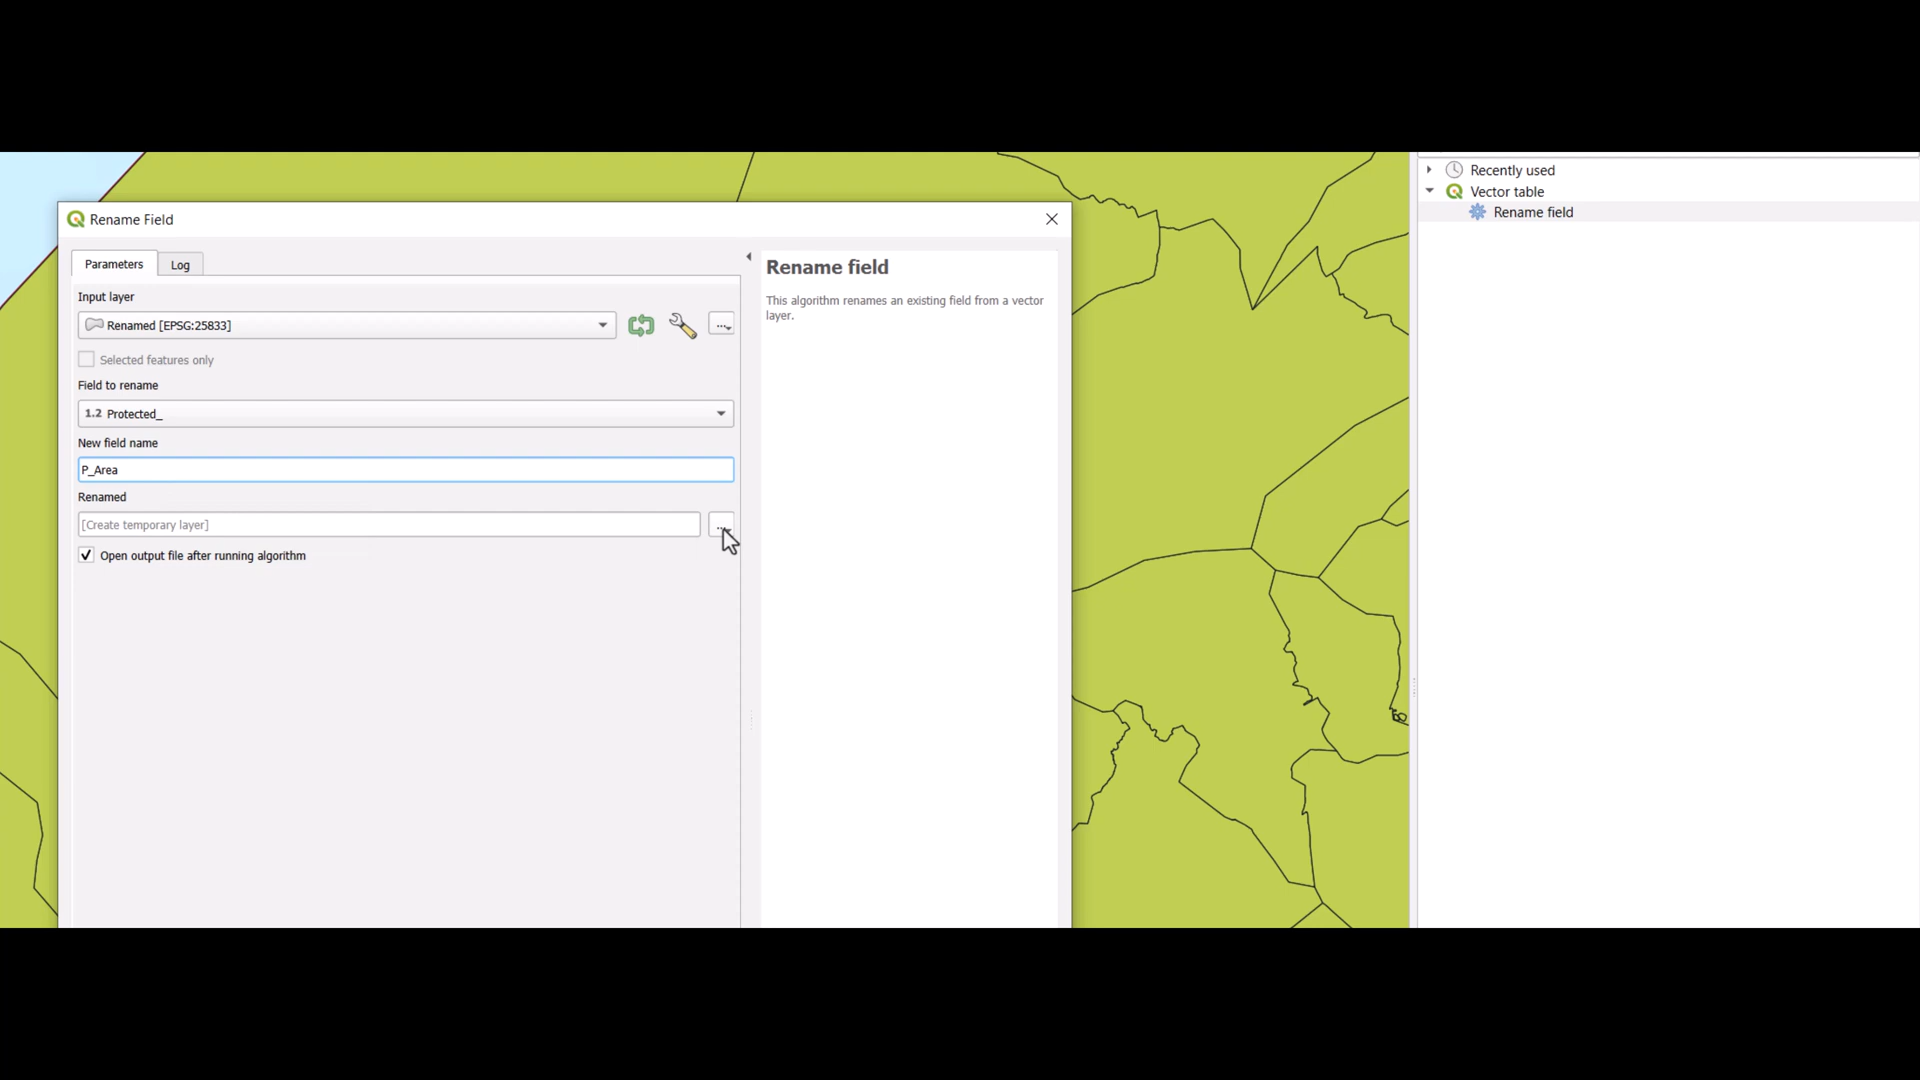 Recently used
Vector table
Rename field
Rename Field
Parameters
Log
Input layer
Renamed [EPSG:25833]
...
Selected features only
Field to rename
1.2 Protected_
New field name
P_Area
Renamed
[Create temporary layer]
...
Open output file after running algorithm
Rename field
This algorithm renames an existing field from a vector
layer.